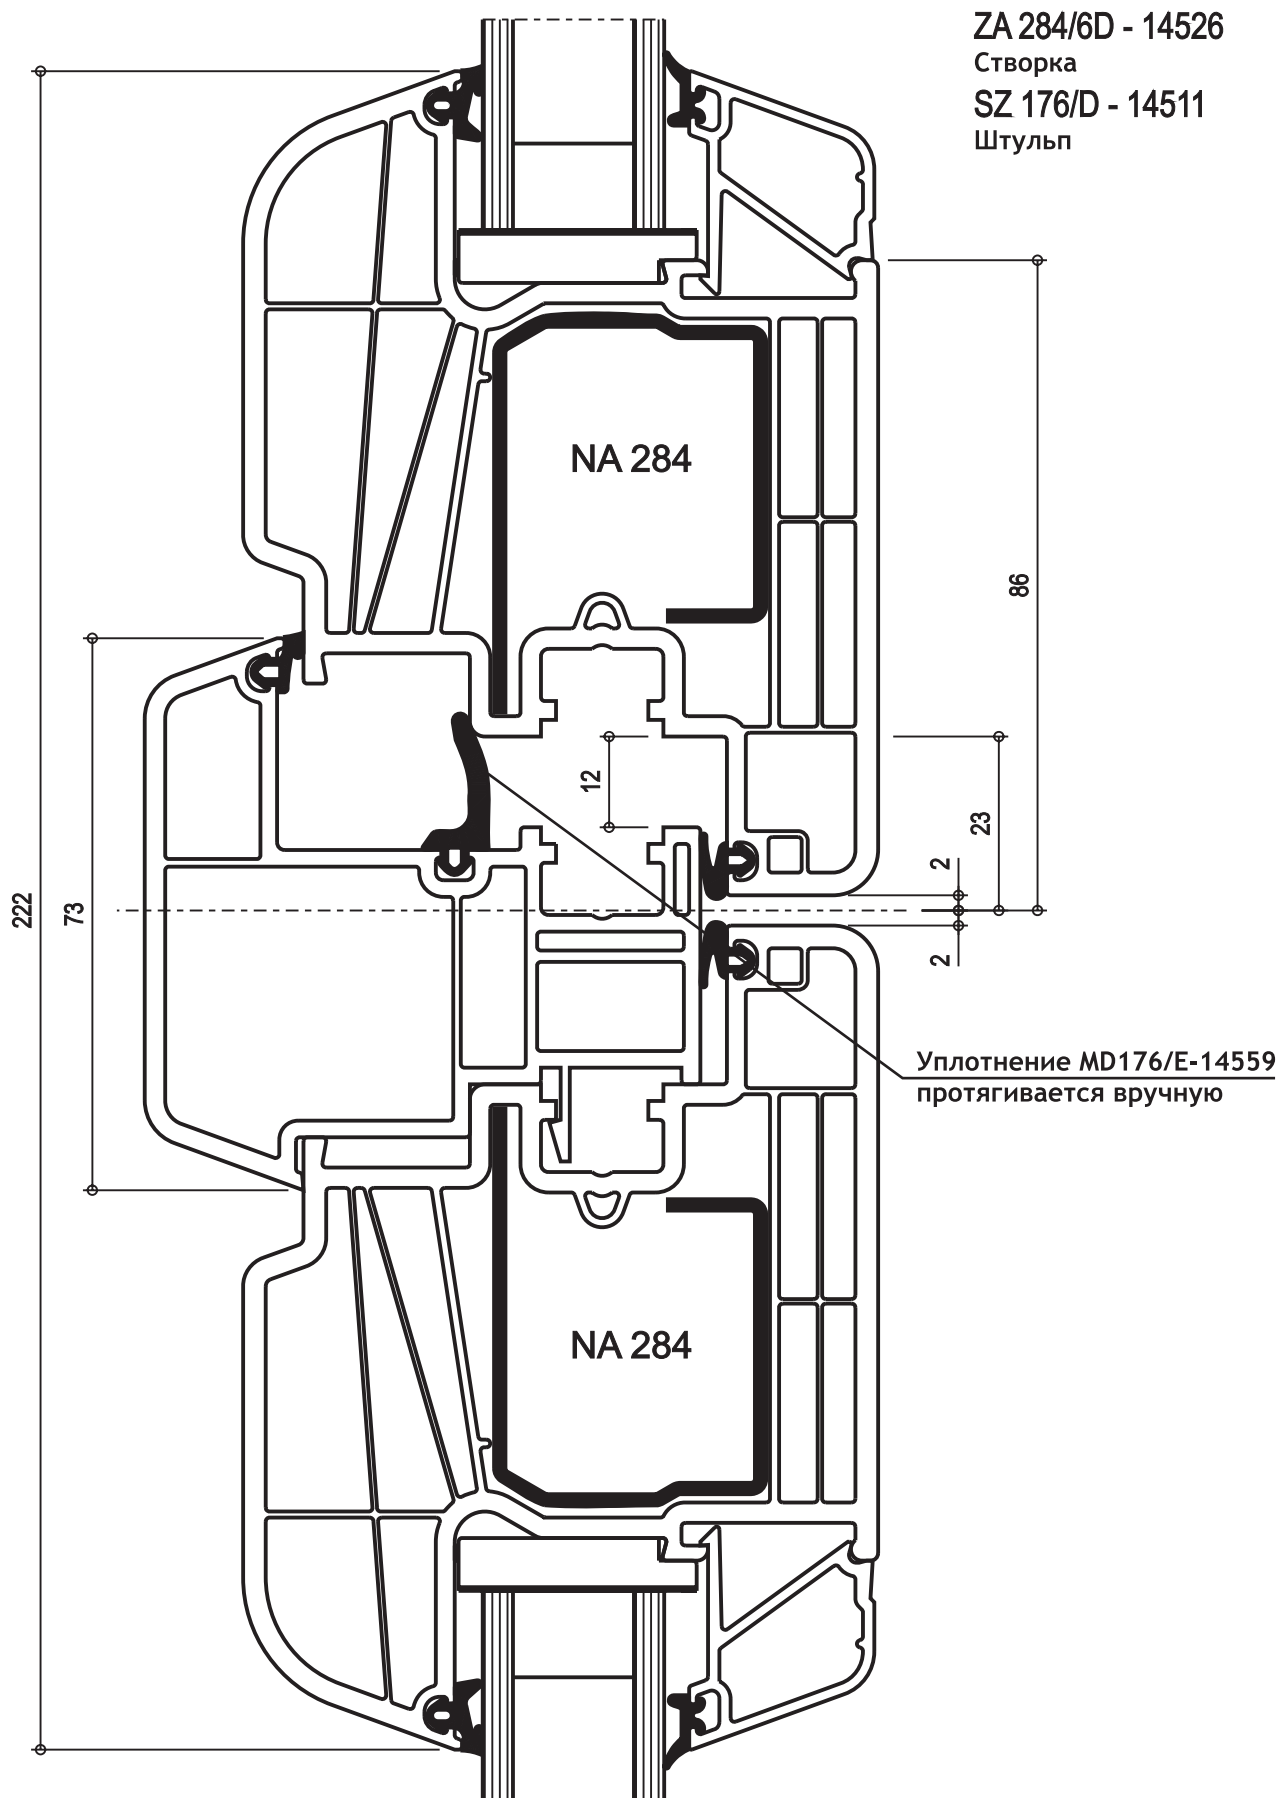 ZA 284/6D - 14526
Створка
SZ 176/D - 14511
Штульп
NA 284
86
12
23
2
222
73
2
Уплотнение MD176/E-14559
протягивается вручную
NA 284